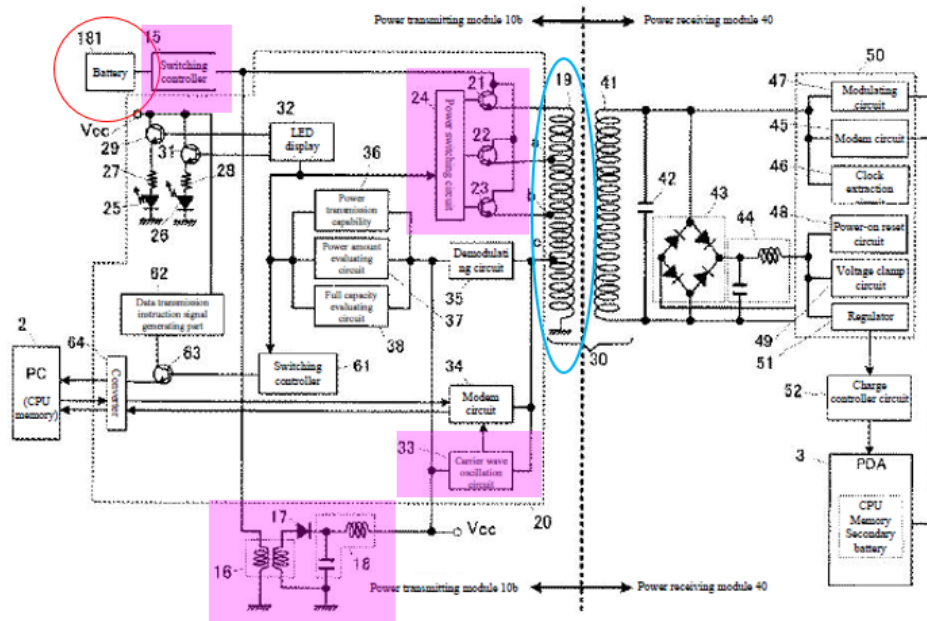 Power transmitting module 10b
Power receiving module 40
181
Battery
15
Switching
controller
Vcc
29
31
27
28
25
26
32
LED
display
24
Power switching circuit
21
22
23
19
41
a
b
c
36
Power
transmission
capability
Power amount
evaluating
circuit
37
Full capacity
evaluating
circuit
38
Demodulati
ng circuit
35
30
42
43
44
50
47
Modulating
circuit
45
Modem circuit
46
Clock
extraction
circuit
48
Power-on reset
circuit
Voltage clamp
circuit
49
Regulator
51
52
Charge
controller circuit
3
PDA
CPU
Memory
Secondary
battery
62
Data transmission
instruction signal
generating part
2
PC
(CPU
memory)
64
Converter
63
Switching
controller
61
34
Modem
circuit
33
Carrier wave
oscillation
circuit
20
Vcc
16
17
18
Power transmitting module 10b
Power receiving module 40